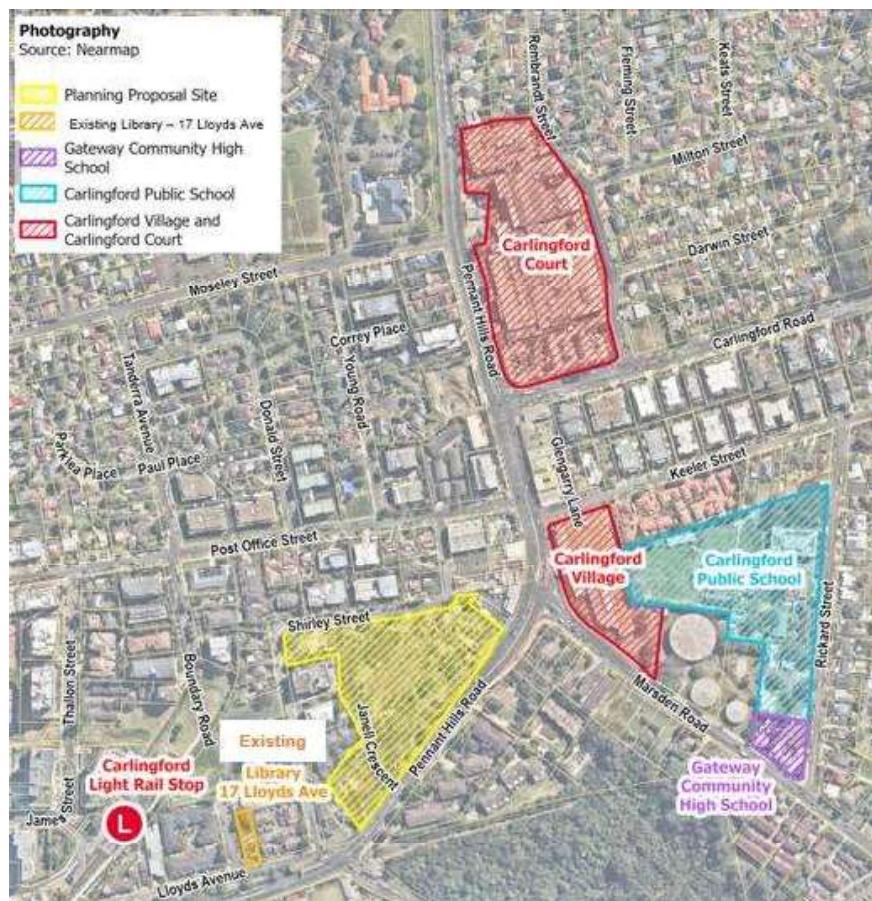 Photography
Source: Nearmap
Planning Proposal Site
Existing Library – 17 Lloyds Ave
Gateway Community High
School
Carlingford Public School
Carlingford Village and
Carlingford Court
Rembrandt Street
Fleming Street
Keats Street
Milton Street
Darwin Street
Carlingford
Court
Moseley Street
Pennant Hills Road
Carlingford Road
Correy Place
Young Road
Tanderra Avenue
Donald Street
Parklea Place
Paul Place
Glengarry Lane
Keeler Street
Post Office Street
Carlingford
Village
Carlingford
Public School
Rickard Street
Shirley Street
Thallon Street
Boundary Road
Janell Crescent
Pennant Hills Road
Marsden Road
Existing
Library
17 Lloyds Ave
Carlingford
Light Rail Stop
L
James Street
Lloyds Avenue
Gateway
Community
High School